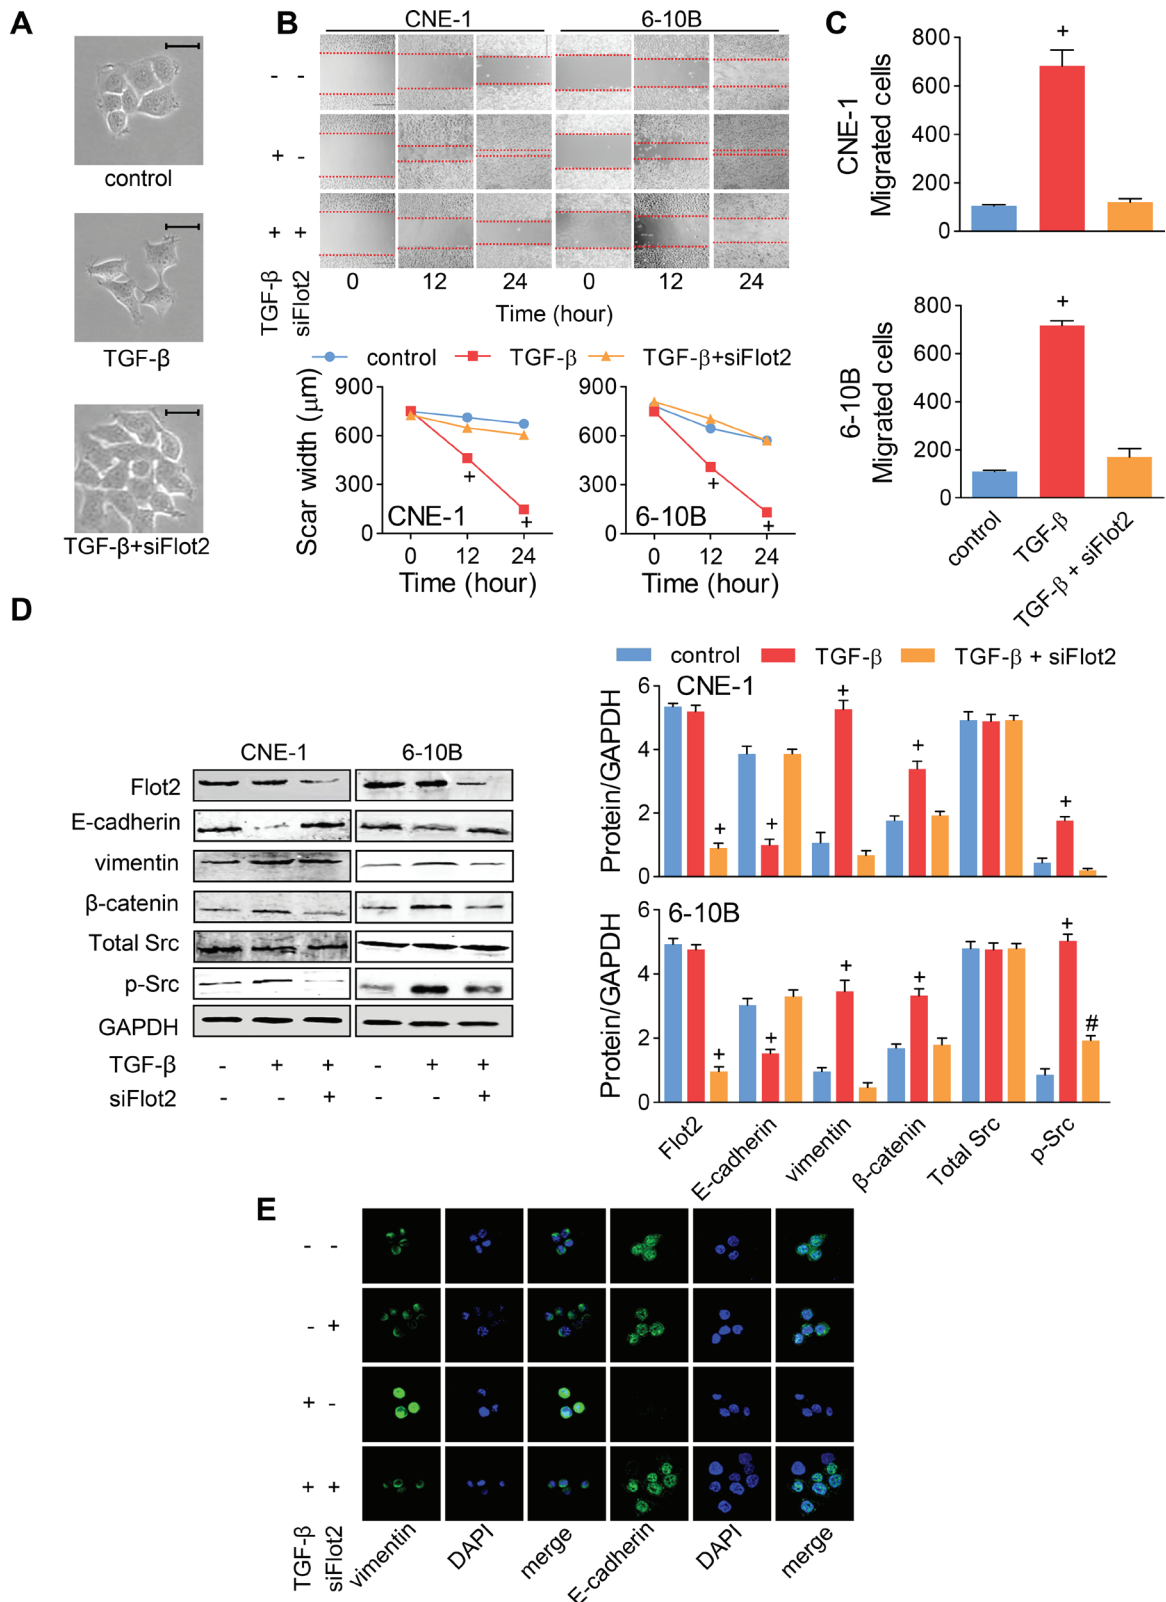 A
control
TGF-β
TGF-β+siFlot2
B
CNE-1 6-10B
- -
+ -
+ +
TGF-β
siFlot2
0 12 24 0 12 24
Time (hour)
control TGF-β TGF-β+siFlot2
Scar width (μm)
900
600
300
0
+
+
CNE-1
0 12 24
Time (hour)
900
600
300
0
+
+
6-10B
0 12 24
Time (hour)
C
CNE-1
Migrated cells
800
600
400
200
0
+
6-10B
Migrated cells
800
600
400
200
0
+
control
TGF-β
TGF-β + siFlot2
D
CNE-1 6-10B
Flot2
E-cadherin
vimentin
β-catenin
Total Src
p-Src
GAPDH
TGF-β - + + - + +
siFlot2 - - + - - +
control TGF-β TGF-β + siFlot2
CNE-1
Protein/GAPDH
6
4
2
0
+ + + + +
6-10B
Protein/GAPDH
6
4
2
0
+ + + + + #
Flot2
E-cadherin
vimentin
β-catenin
Total Src
p-Src
E
- -
- +
+ -
+ +
TGF-β
siFlot2
vimentin
DAPI
merge
E-cadherin
DAPI
merge